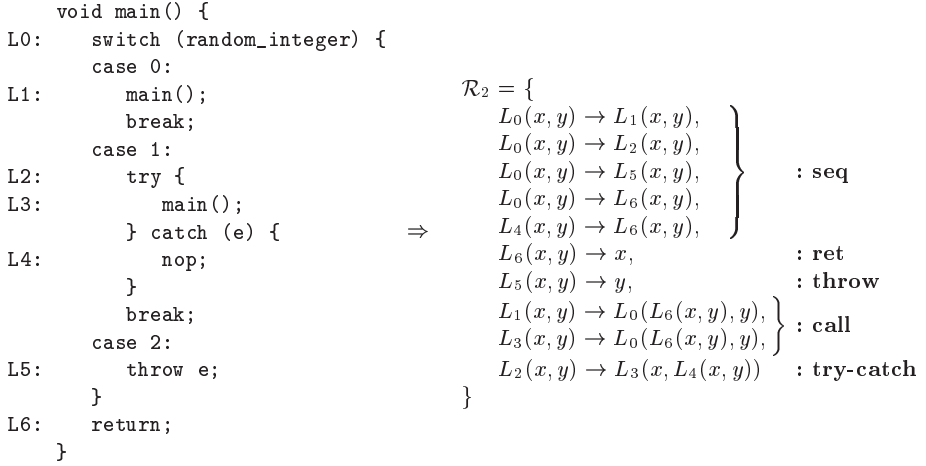 void main() {
L0: switch (random_integer) {
case 0:
L1: main();
break;
case 1:
L2: try {
L3: main();
} catch (e) {
L4: nop;
}
break;
case 2:
L5: throw e;
}
L6: return;
}
⇒
R₂ = {
L₀(x, y) → L₁(x, y),
L₀(x, y) → L₂(x, y),
L₀(x, y) → L₅(x, y), : seq
L₀(x, y) → L₆(x, y),
L₄(x, y) → L₆(x, y),
L₆(x, y) → x, : ret
L₅(x, y) → y, : throw
L₁(x, y) → L₀(L₆(x, y), y),
: call
L₃(x, y) → L₀(L₆(x, y), y),
L₂(x, y) → L₃(x, L₄(x, y)) : try-catch
}